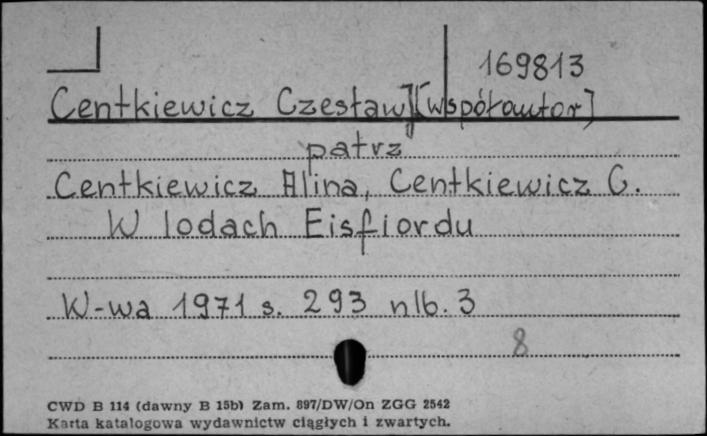 169813
Centkiewicz Czesław][współautor]
patrz
Centkiewicz Alina, Centkiewicz C.
W lodach Eisfiordu
W-wa 1971 s. 293 nlb. 3
8
CWD B 114 (dawny B 15b) Zam. 897/DW/On ZGG 2542
Karta katalogowa wydawnictw ciągłych i zwartych.